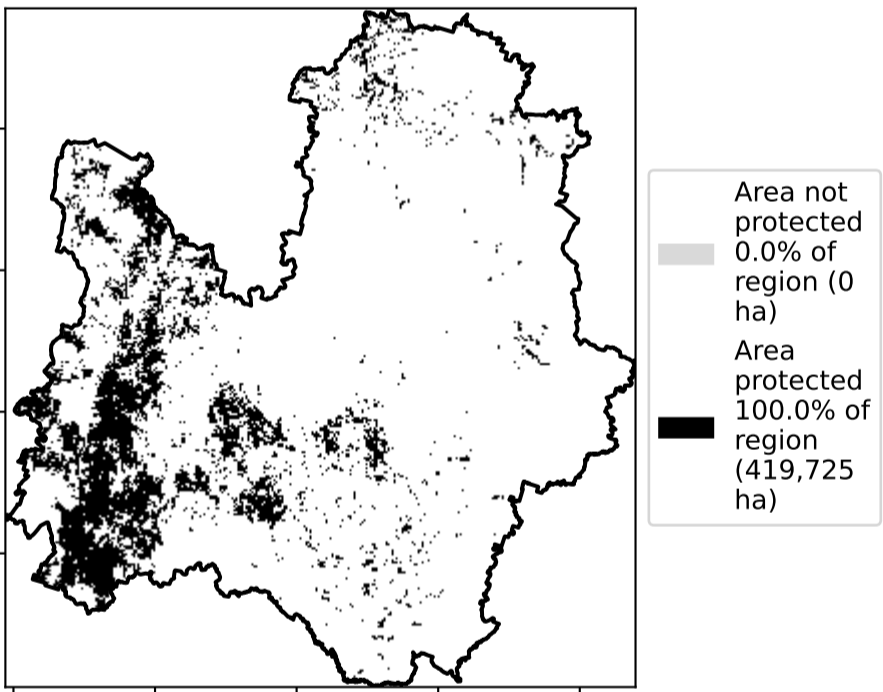 Area not
protected
0.0% of
region (0
ha)
Area
protected
100.0% of
region
(419,725
ha)